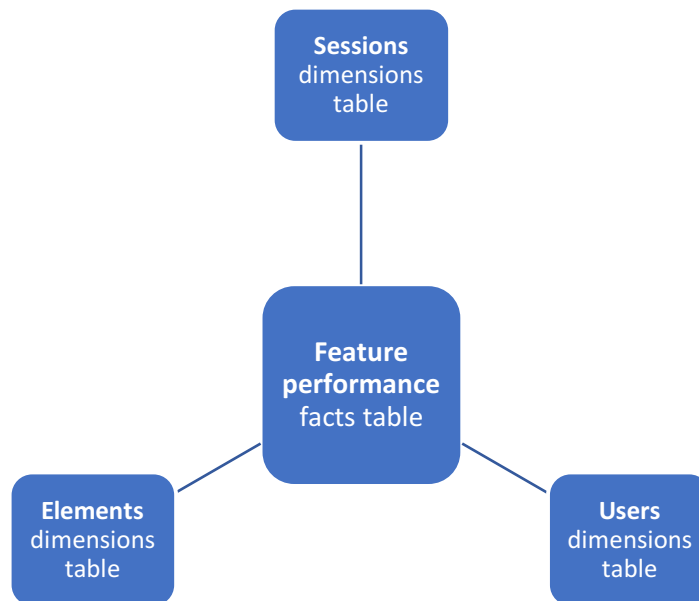 Sessions
dimensions
table
Feature
performance
facts table
Elements
dimensions
table
Users
dimensions
table